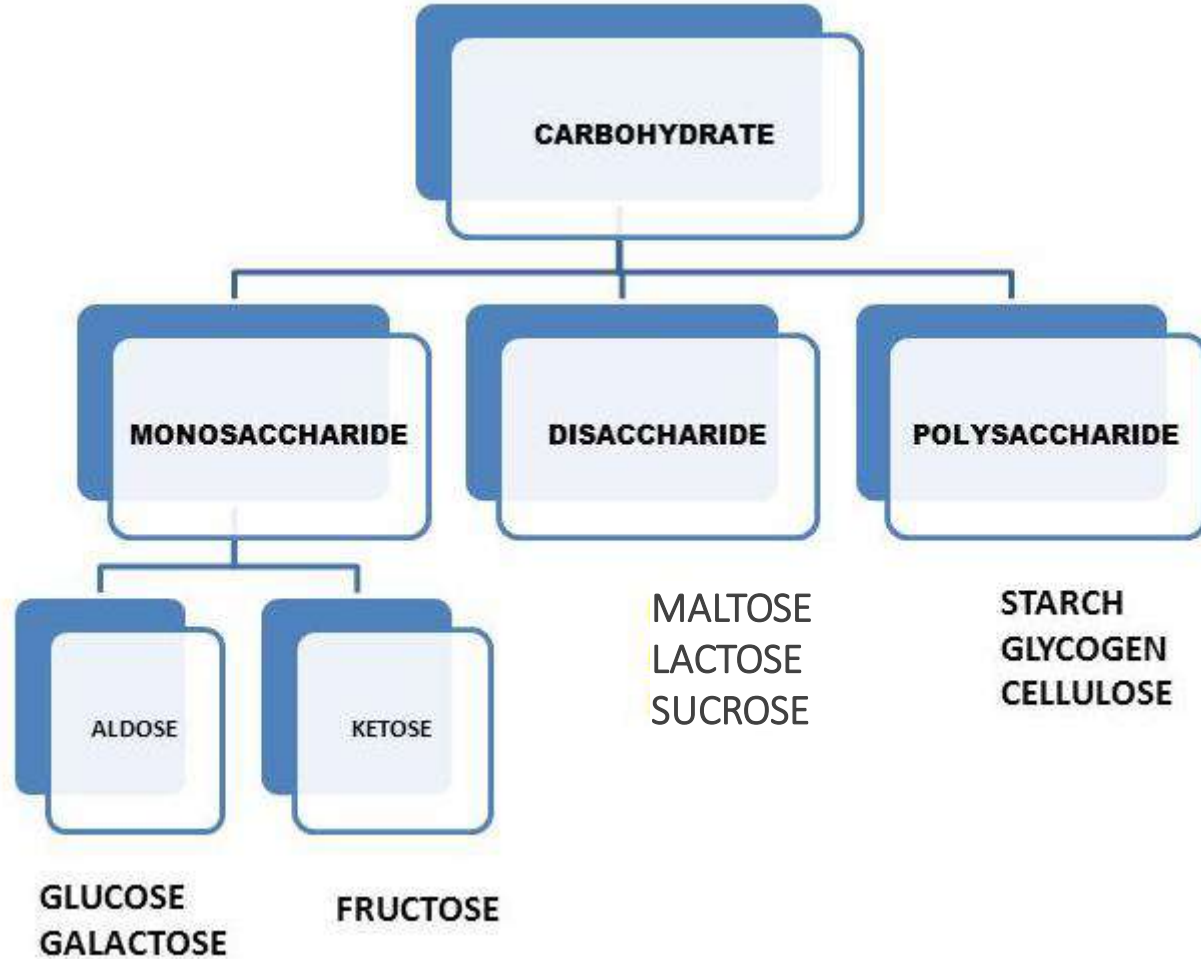 CARBOHYDRATE
MONOSACCHARIDE
DISACCHARIDE
POLYSACCHARIDE
ALDOSE
KETOSE
MALTOSE
LACTOSE
SUCROSE
STARCH
GLYCOGEN
CELLULOSE
GLUCOSE
GALACTOSE
FRUCTOSE